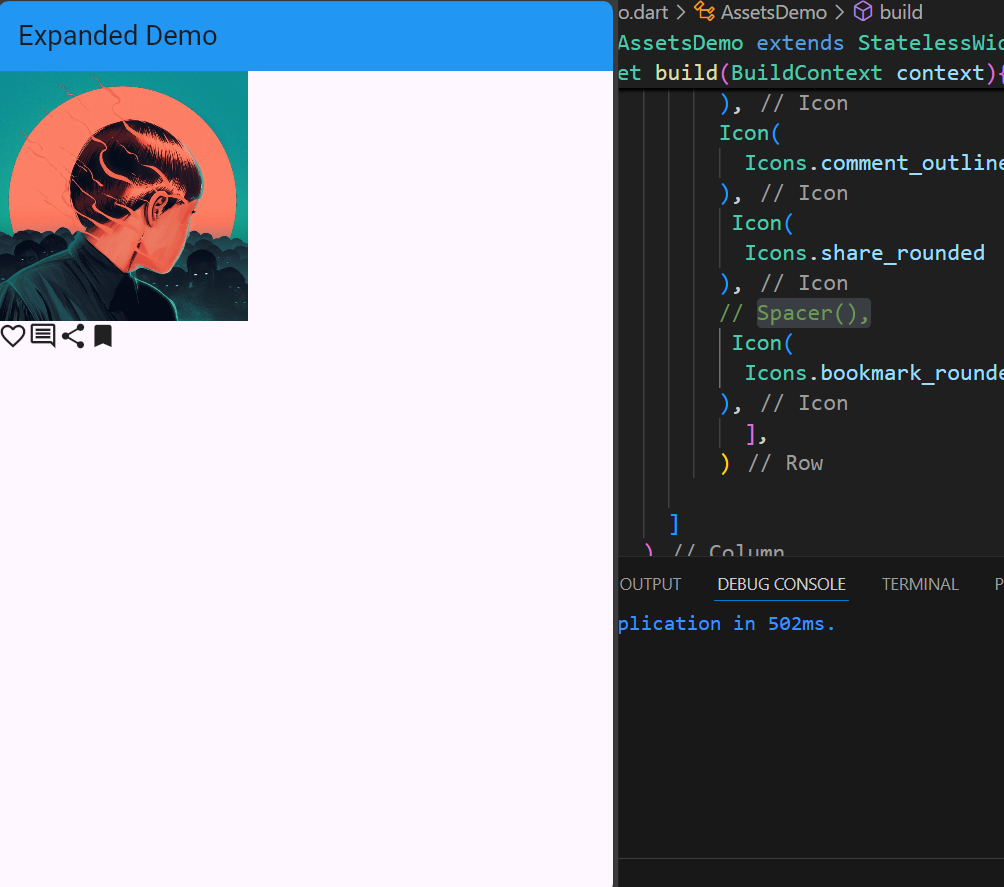 Expanded Demo
o.dart > AssetsDemo > build
AssetsDemo extends StatelessWid
et build(BuildContext context){
), // Icon
Icon(
Icons.comment_outline
), // Icon
Icon(
Icons.share_rounded
), // Icon
// Spacer(),
Icon(
Icons.bookmark_rounde
), // Icon
],
) // Row
]
) // Column
OUTPUT DEBUG CONSOLE TERMINAL P
plication in 502ms.